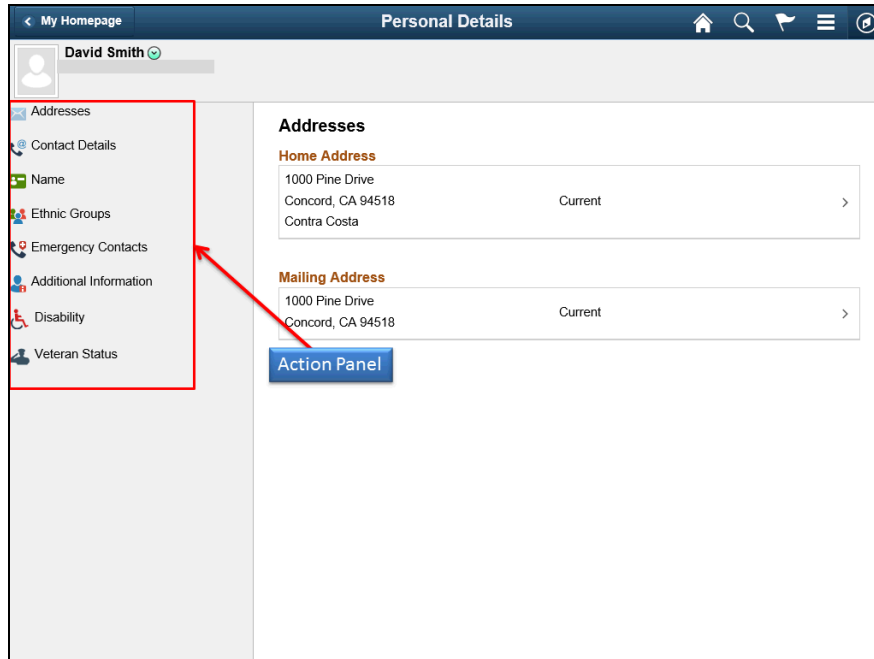 My Homepage
Personal Details
David Smith
Addresses
Contact Details
Name
Ethnic Groups
Emergency Contacts
Additional Information
Disability
Veteran Status
Addresses
Home Address
1000 Pine Drive
Concord, CA 94518
Current
Contra Costa
Mailing Address
1000 Pine Drive
Concord, CA 94518
Current
Action Panel